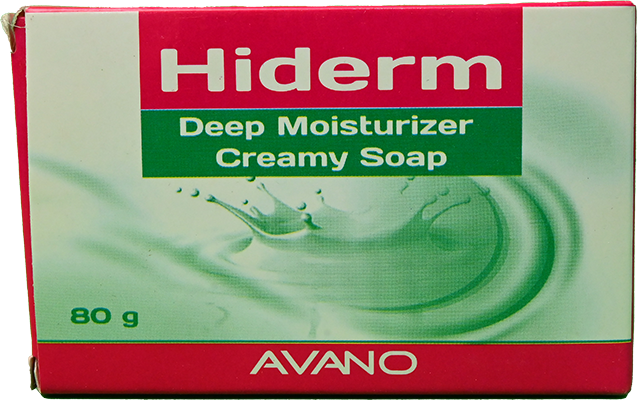 Hiderm
Deep Moisturizer
Creamy Soap
80 g
AVANO